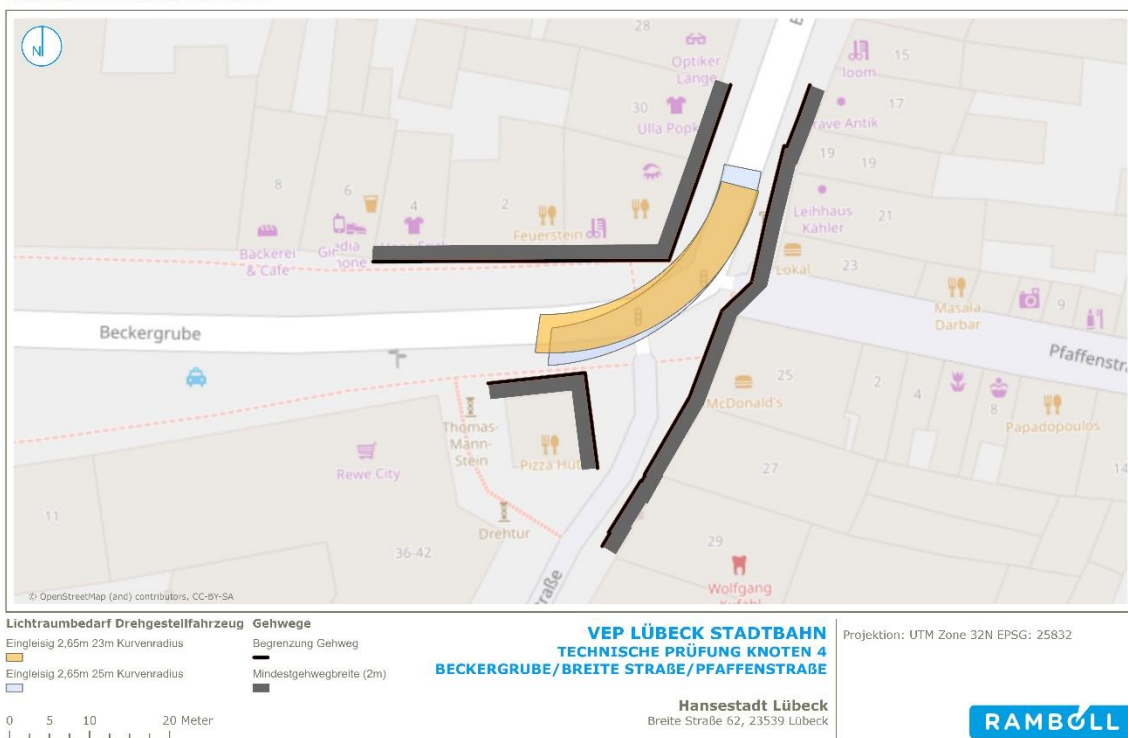 N
28
Optiker
Lange
15
loom
30
17
Ulla Popk
rave Antik
19
19
8
6
4
2
Leihhaus
Kähler
21
Feuerstein
Lokal
23
Bäckerei
& Cafe
Masala
Darbar
9
Beckergrube
Pfaffenstr
25
2
4
8
McDonald's
Thomas-
Mann-
Stein
Papadopoulos
Pizza Hut
Rewe City
27
14
11
Drehtür
36-42
29
Wolfgang
raße
© OpenStreetMap (and) contributors, CC-BY-SA
Lichtraumbedarf Drehgestellfahrzeug
Eingleisig 2,65m 23m Kurvenradius
Eingleisig 2,65m 25m Kurvenradius
Gehwege
Begrenzung Gehweg
Mindestgehwegbreite (2m)
0 5 10 20 Meter
VEP LÜBECK STADTBAHN
TECHNISCHE PRÜFUNG KNOTEN 4
BECKERGRUBE/BREITE STRAßE/PFAFFENSTRAßE
Hansestadt Lübeck
Breite Straße 62, 23539 Lübeck
Projektion: UTM Zone 32N EPSG: 25832
RAMBOLL